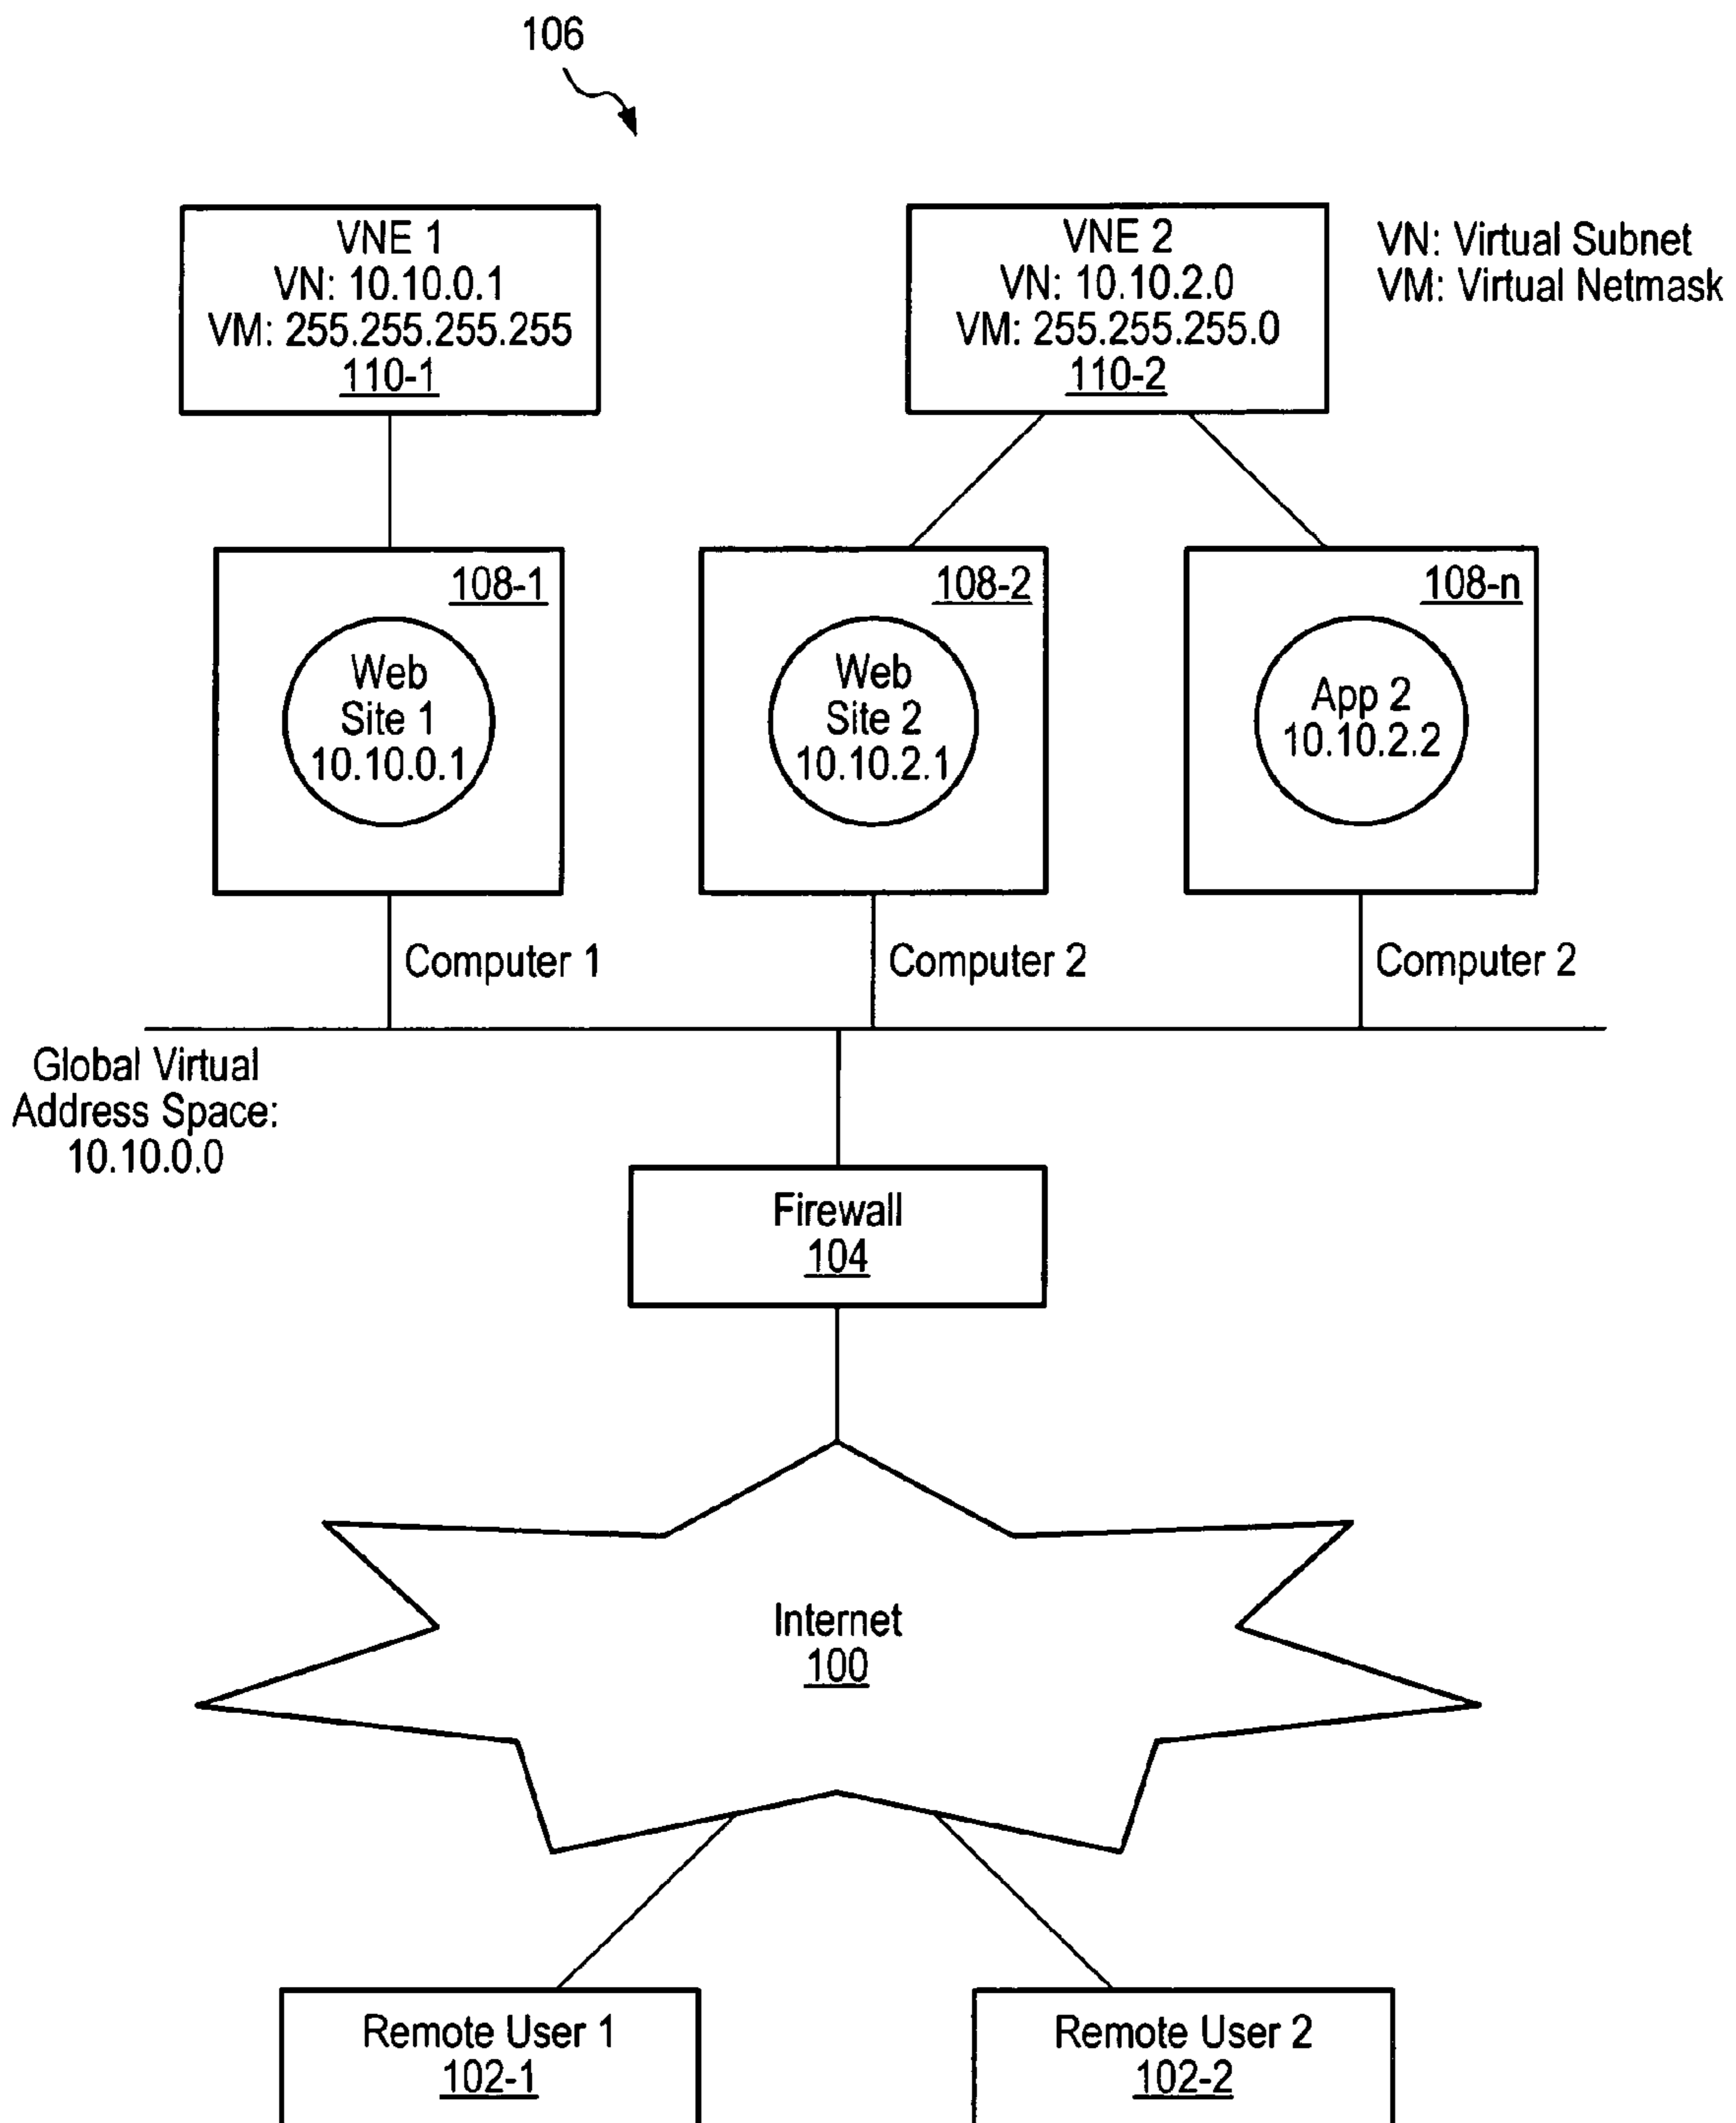 106
VNE 1
VN: 10.10.0.1
VM: 255.255.255.255
110-1
VNE 2
VN: 10.10.2.0
VM: 255.255.255.0
110-2
VN: Virtual Subnet
VM: Virtual Netmask
108-1
Web
Site 1
10.10.0.1
108-2
Web
Site 2
10.10.2.1
108-n
App 2
10.10.2.2
Computer 1
Computer 2
Computer 2
Global Virtual
Address Space:
10.10.0.0
Firewall
104
Internet
100
Remote User 1
102-1
Remote User 2
102-2